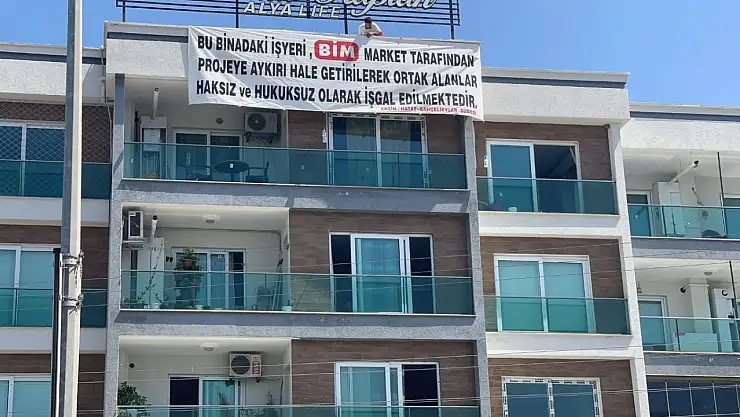 ALYA LIFE
BU BİNADAKİ İŞYERİ, BİM MARKET TARAFINDAN
PROJEYE AYKIRI HALE GETİRİLEREK ORTAK ALANLAR
HAKSIZ ve HUKUKSUZ OLARAK İŞGAL EDİLMEKTEDİR.